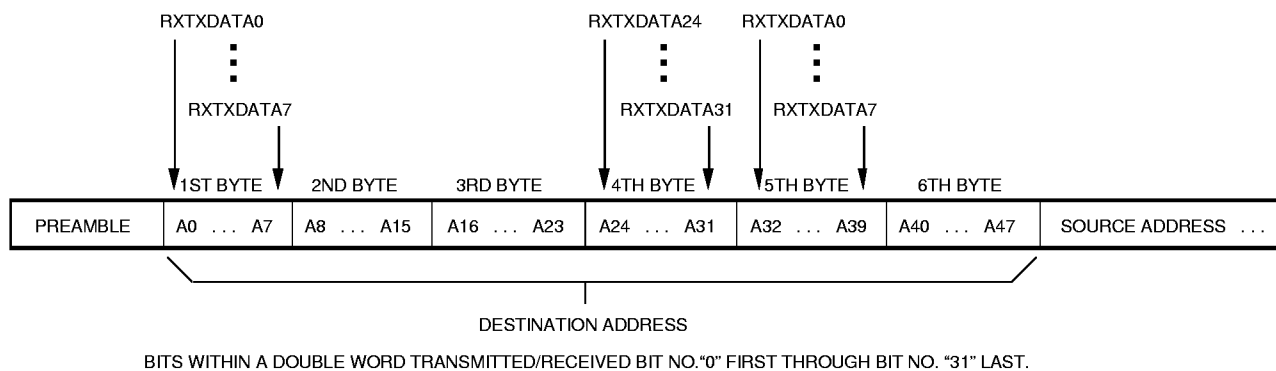 RXTXDATA0 RXTXDATA24 RXTXDATA0
RXTXDATA7 RXTXDATA31 RXTXDATA7
1ST BYTE 2ND BYTE 3RD BYTE 4TH BYTE 5TH BYTE 6TH BYTE
PREAMBLE A0 ... A7 A8 ... A15 A16 ... A23 A24 ... A31 A32 ... A39 A40 ... A47 SOURCE ADDRESS ...
DESTINATION ADDRESS
BITS WITHIN A DOUBLE WORD TRANSMITTED/RECEIVED BIT NO.“0” FIRST THROUGH BIT NO. “31” LAST.